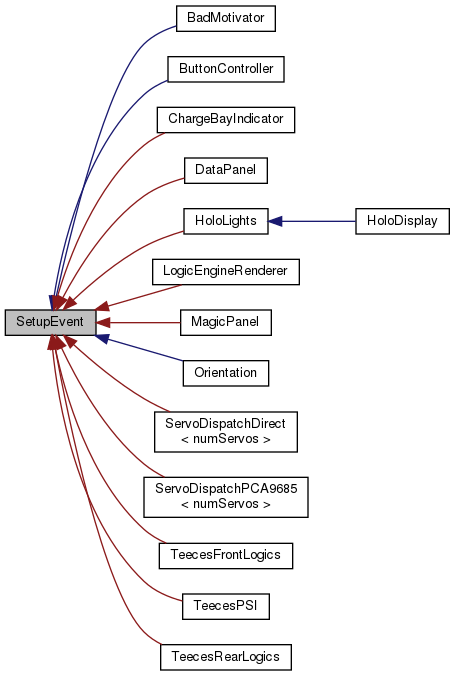 BadMotivator
ButtonController
ChargeBayIndicator
DataPanel
HoloLights
HoloDisplay
LogicEngineRenderer
SetupEvent
MagicPanel
Orientation
ServoDispatchDirect
< numServos >
ServoDispatchPCA9685
< numServos >
TeecesFrontLogics
TeecesPSI
TeecesRearLogics